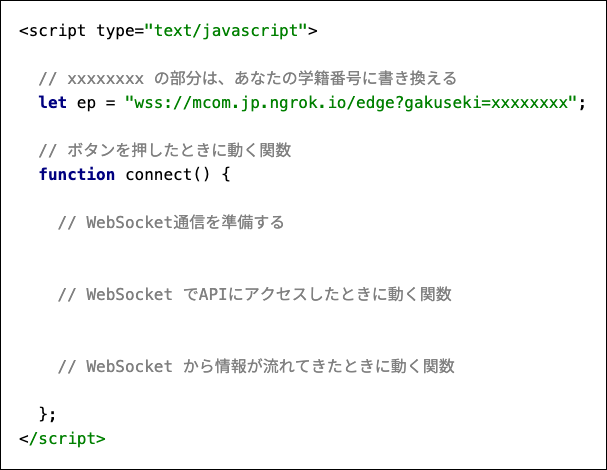 <script type="text/javascript">
// xxxxxxxx の部分は、あなたの学籍番号に書き換える
let ep = "wss://mcom.jp.ngrok.io/edge?gakuseki=xxxxxxxx";
// ボタンを押したときに動く関数
function connect() {
// WebSocket通信を準備する
// WebSocket でAPIにアクセスしたときに動く関数
// WebSocket から情報が流れてきたときに動く関数
};
</script>